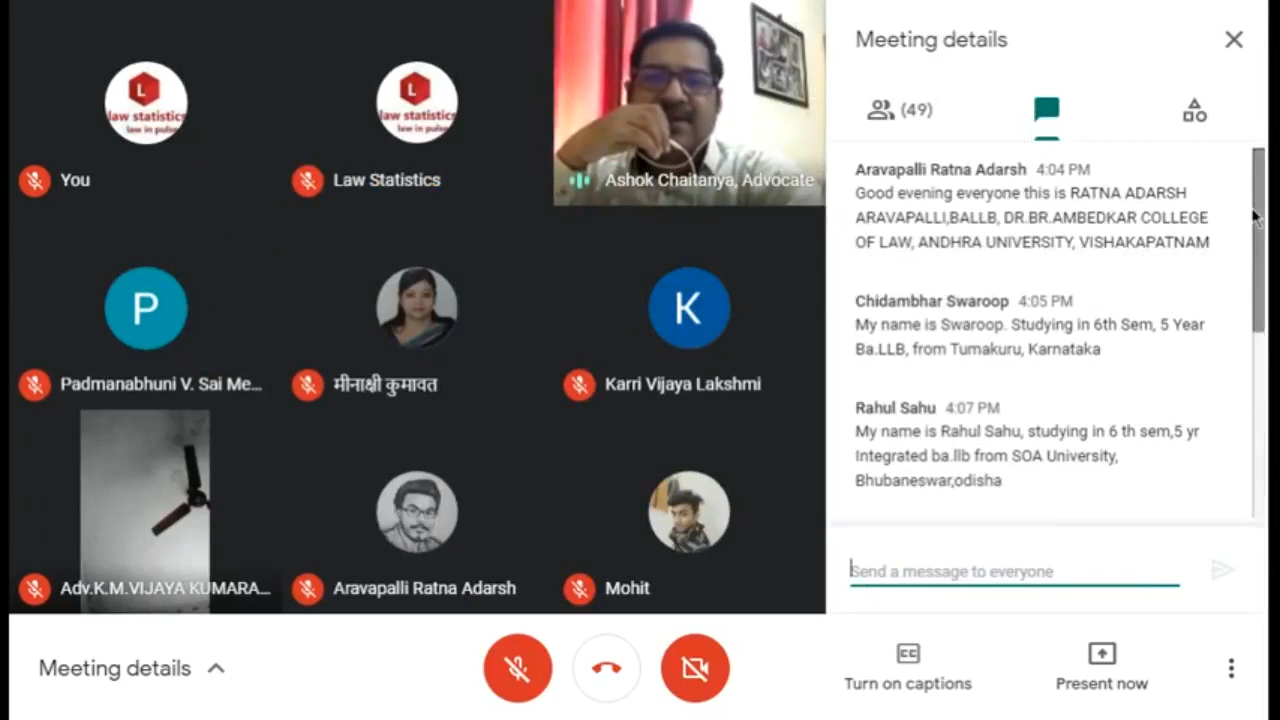 L
law statistics
law in pulse
You
L
law statistics
law in pulse
Law Statistics
Ashok Chaitanya, Advocate
P
Padmanabhuni V. Sai Me...
मीनाक्षी कुमावत
K
Karri Vijaya Lakshmi
Adv.K.M.VIJAYA KUMARA...
Aravapalli Ratna Adarsh
Mohit
Meeting details
(49)
Aravapalli Ratna Adarsh 4:04 PM
Good evening everyone this is RATNA ADARSH
ARAVAPALLI,BALLB, DR.BR.AMBEDKAR COLLEGE
OF LAW, ANDHRA UNIVERSITY, VISHAKAPATNAM
Chidambhar Swaroop 4:05 PM
My name is Swaroop. Studying in 6th Sem, 5 Year
Ba.LLB, from Tumakuru, Karnataka
Rahul Sahu 4:07 PM
My name is Rahul Sahu, studying in 6 th sem,5 yr
Integrated ba.llb from SOA University,
Bhubaneswar,odisha
Send a message to everyone
Meeting details
CC
Turn on captions
Present now